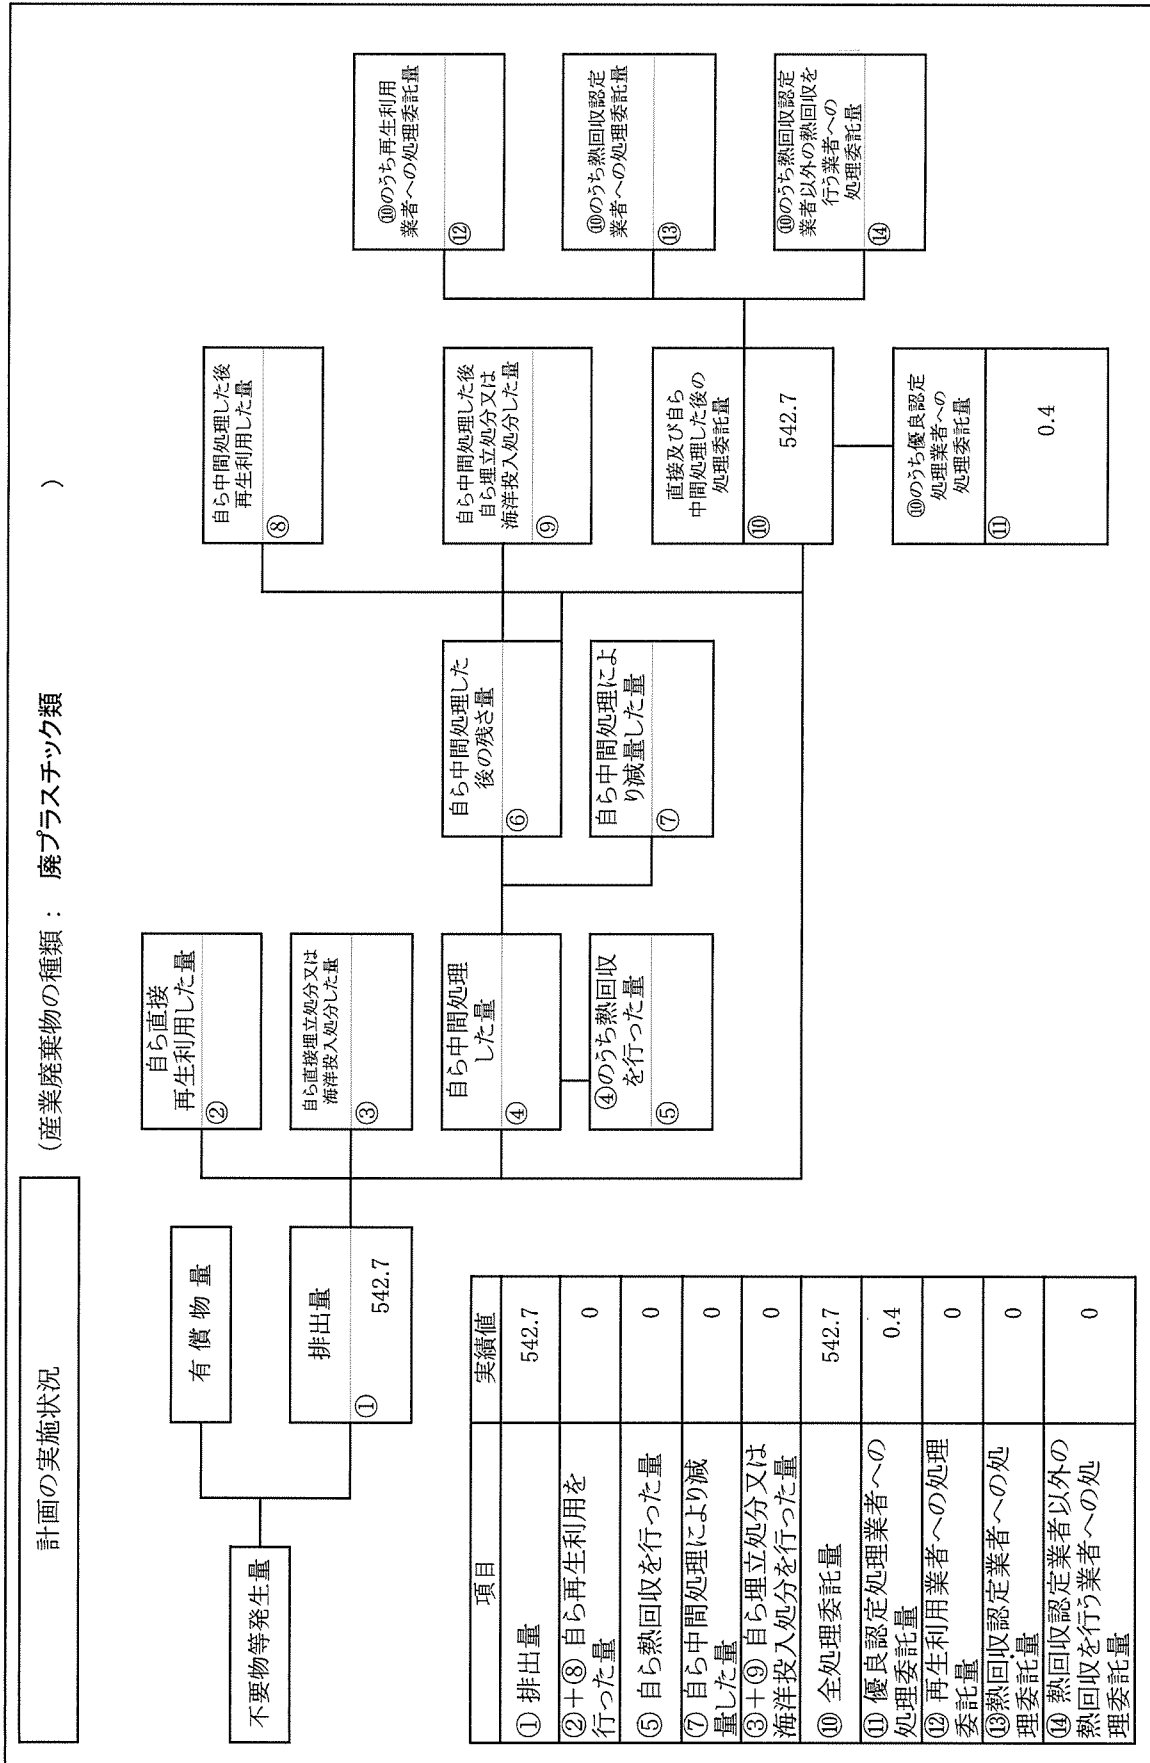 計画の実施状況
(産業廃棄物の種類： 廃プラスチック類 )
不要物等発生量
有 償 物 量
排出量
① 542.7
自ら直接
再生利用した量
②
自ら直接埋立処分又は
海洋投入処分した量
③
自ら中間処理
した量
④
④のうち熱回収
を行った量
⑤
自ら中間処理した
後の残さ量
⑥
自ら中間処理によ
り減量した量
⑦
自ら中間処理した後
再生利用した量
⑧
自ら中間処理した後
自ら埋立処分又は
海洋投入処分した量
⑨
直接及び自ら
中間処理した後の
処理委託量
⑩ 542.7
⑩のうち優良認定
処理業者への
処理委託量
⑪ 0.4
⑩のうち再生利用
業者への処理委託量
⑫
⑩のうち熱回収認定
業者への処理委託量
⑬
⑩のうち熱回収認定
業者以外の熱回収を
行う業者への
処理委託量
⑭
項目 実績値
① 排出量 542.7
②＋⑧ 自ら再生利用を
行った量 0
⑤ 自ら熱回収を行った量 0
⑦ 自ら中間処理により減
量した量 0
③＋⑨ 自ら埋立処分又は
海洋投入処分を行った量 0
⑩ 全処理委託量 542.7
⑪ 優良認定処理業者への
処理委託量 0.4
⑫ 再生利用業者への処理
委託量 0
⑬熱回収認定業者への処
理委託量 0
⑭ 熱回収認定業者以外の
熱回収を行う業者への処
理委託量 0